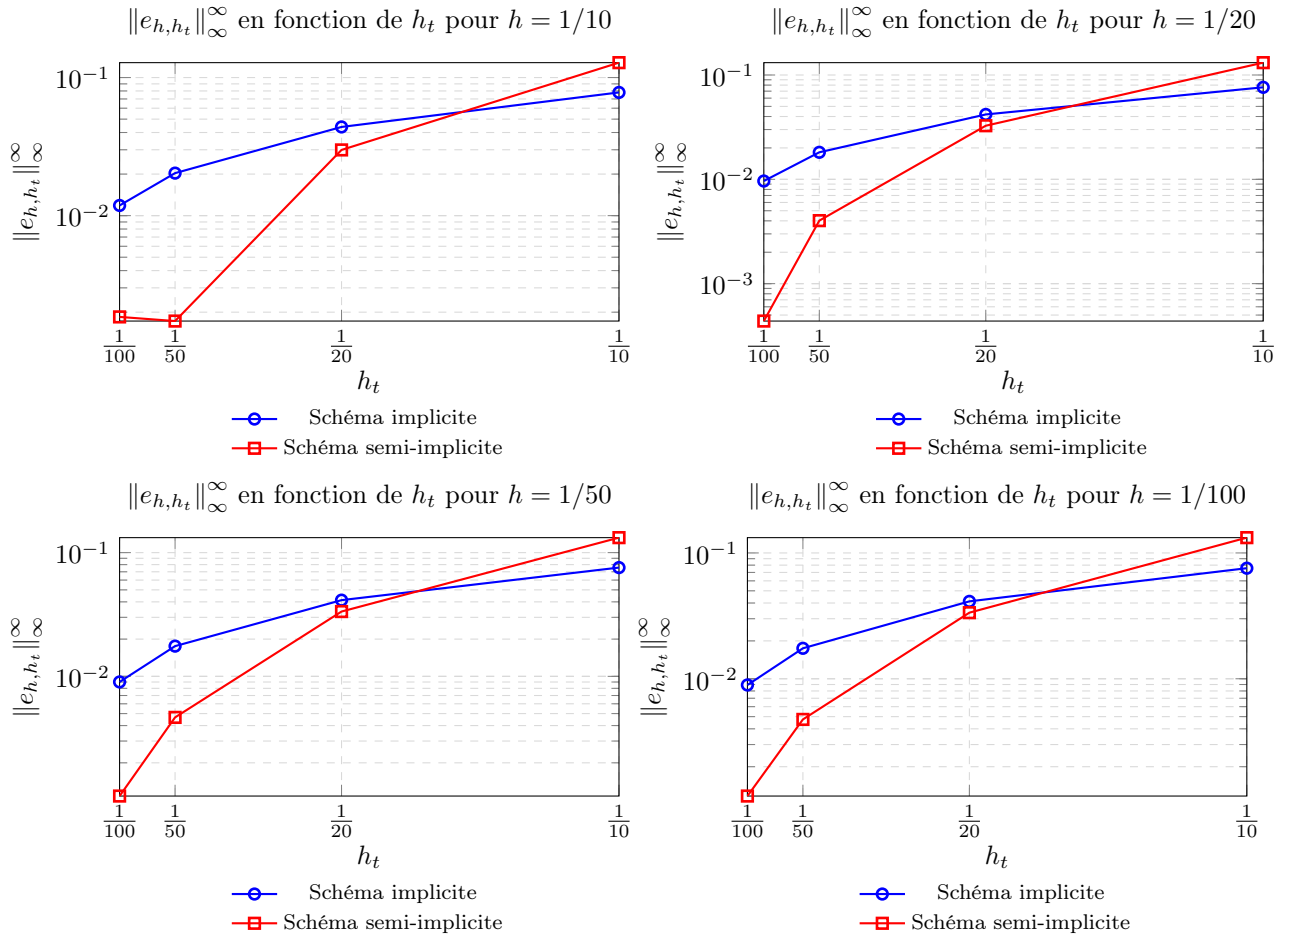 ‖e_{h,h_t}‖_∞^∞ en fonction de h_t pour h = 1/10
10^{-1}
10^{-2}
‖e_{h,h_t}‖_∞^∞
1/100 1/50 1/20 1/10
h_t
Schéma implicite
Schéma semi-implicite
‖e_{h,h_t}‖_∞^∞ en fonction de h_t pour h = 1/20
10^{-1}
10^{-2}
10^{-3}
‖e_{h,h_t}‖_∞^∞
1/100 1/50 1/20 1/10
h_t
Schéma implicite
Schéma semi-implicite
‖e_{h,h_t}‖_∞^∞ en fonction de h_t pour h = 1/50
10^{-1}
10^{-2}
‖e_{h,h_t}‖_∞^∞
1/100 1/50 1/20 1/10
h_t
Schéma implicite
Schéma semi-implicite
‖e_{h,h_t}‖_∞^∞ en fonction de h_t pour h = 1/100
10^{-1}
10^{-2}
‖e_{h,h_t}‖_∞^∞
1/100 1/50 1/20 1/10
h_t
Schéma implicite
Schéma semi-implicite